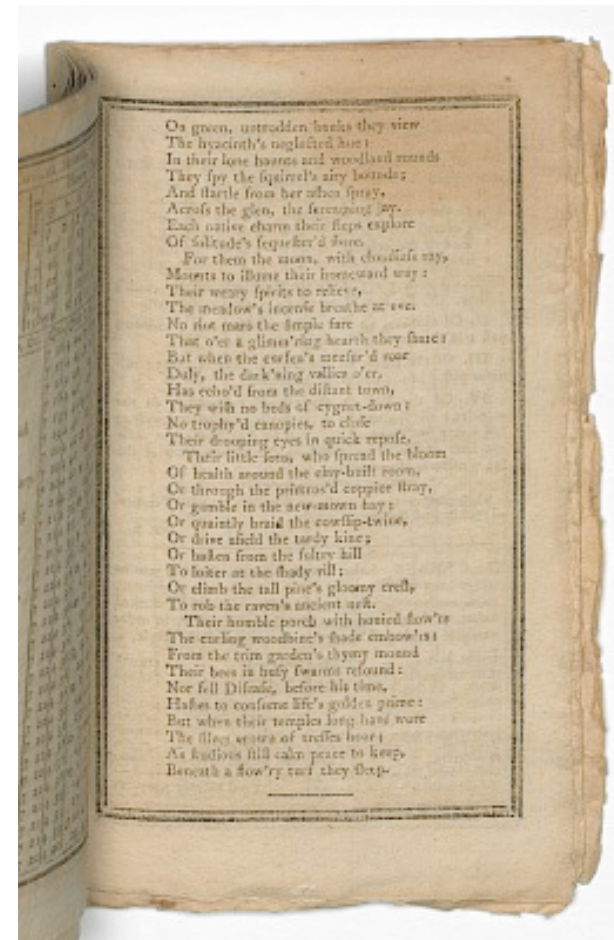 On green, untrodden banks they view
The hyacinth's neglected hue:
In their lone haunts and woodland rounds
They ſpy the ſquirrel's airy bounds;
And ſtartle from her aſhen ſpray,
Acroſs the glen, the ſcreaming jay.
Each native charm their ſteps explore
Of ſolitude's ſequeſter'd ſtore.
For them the moon, with cloudleſs ray,
Mounts to illume their homeward way:
Their weary ſpirits to relieve,
The meadow's incenſe breathe at eve.
No riot mars the ſimple fare
That o'er a glimm'ring hearth they ſhare:
But when the curfeu's meaſur'd roar
Duly, the dark'ning vallies o'er,
Has echo'd from the diſtant town,
They wiſh no beds of cygnet-down:
No trophy'd canopies, to cloſe
Their drooping eyes in quick repoſe.
Their little ſons, who ſpread the bloom
Of health around the clay-built room,
Or through the primros'd coppice ſtray,
Or gamble in the new-mown hay:
Or quaintly braid the cowſlip-twine,
Or drive afield the tardy kine;
Or haſten from the ſultry hill
To loiter at the ſhady rill:
Or climb the tall pine's gloomy creſt,
To rob the raven's ancient neſt.
Their humble porch with honied flow'rs
The curling woodbine's ſhade embow'rs:
From the trim garden's thymy mound
Their bees in buſy ſwarms reſound:
Nor fell Diſeaſe, before his time,
Haſtes to conſume life's golden prime:
But when their temples long have wore
The ſilver crown of treſſes hoar;
As ſtudious ſtill calm peace to keep,
Beneath a flow'ry turf they ſleep.